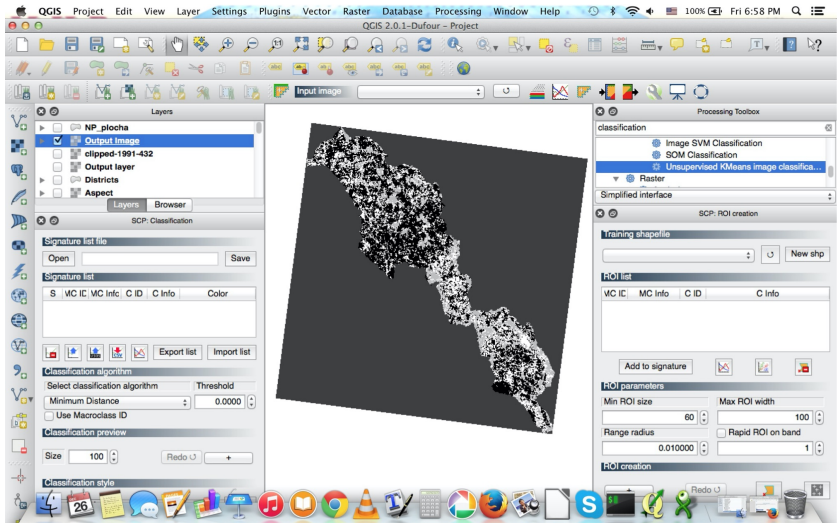 QGIS Project Edit View Layer Settings Plugins Vector Raster Database Processing Window Help 100% Fri 6:58 PM
QGIS 2.0.1-Dufour - Project
Input image
Layers
NP_plocha
Output Image
clipped-1991-432
Output layer
Districts
Aspect
Layers Browser
SCP: Classification
Signature list file
Open Save
Signature list
S MC ID MC Info C ID C Info Color
Export list Import list
Classification algorithm
Select classification algorithm Threshold
Minimum Distance 0.0000
Use Macroclass ID
Classification preview
Size 100 Redo +
Classification style
Processing Toolbox
classification
Image SVM Classification
SOM Classification
Unsupervised KMeans image classifica...
Raster
Simplified interface
SCP: ROI creation
Training shapefile
New shp
ROI list
MC ID MC Info C ID C Info
Add to signature
ROI parameters
Min ROI size Max ROI width
60 100
Range radius Rapid ROI on band
0.010000 1
ROI creation
Redo
26